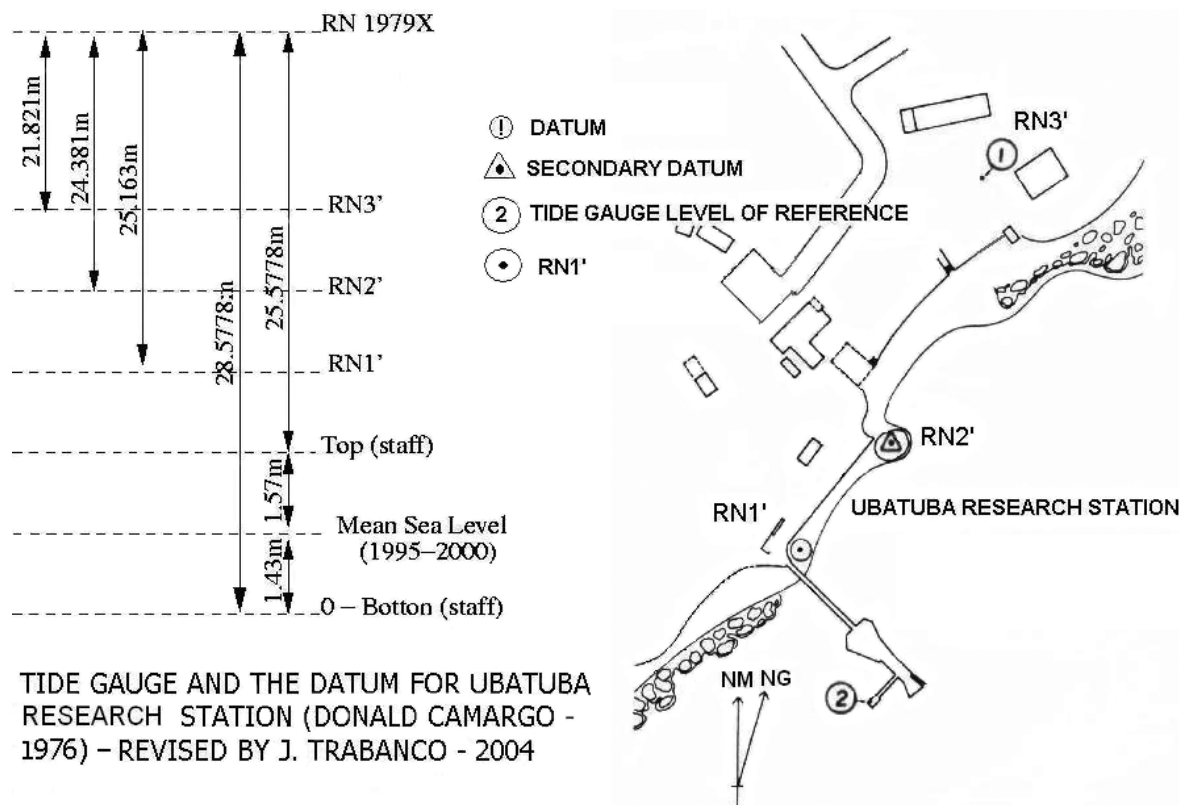 RN 1979X
21.821m
24.381m
25.163m
28.5778m
25.5778m
RN3'
RN2'
RN1'
Top (staff)
1.57m
Mean Sea Level
(1995–2000)
1.43m
0 – Botton (staff)
TIDE GAUGE AND THE DATUM FOR UBATUBA
RESEARCH STATION (DONALD CAMARGO -
1976) – REVISED BY J. TRABANCO - 2004
! DATUM
SECONDARY DATUM
2 TIDE GAUGE LEVEL OF REFERENCE
RN1'
RN3'
1
RN2'
UBATUBA RESEARCH STATION
RN1'
NM NG
2